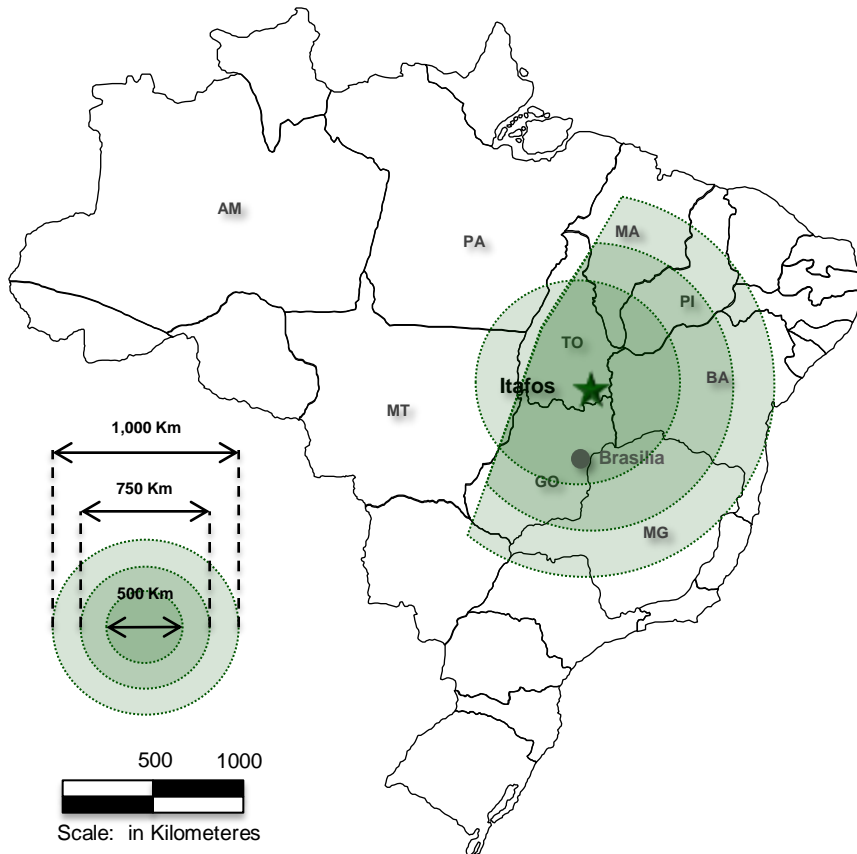 AM
PA
MA
PI
TO
Itafos
BA
MT
1,000 Km
Brasilia
750 Km
GO
MG
500 Km
500 1000
Scale: in Kilometeres